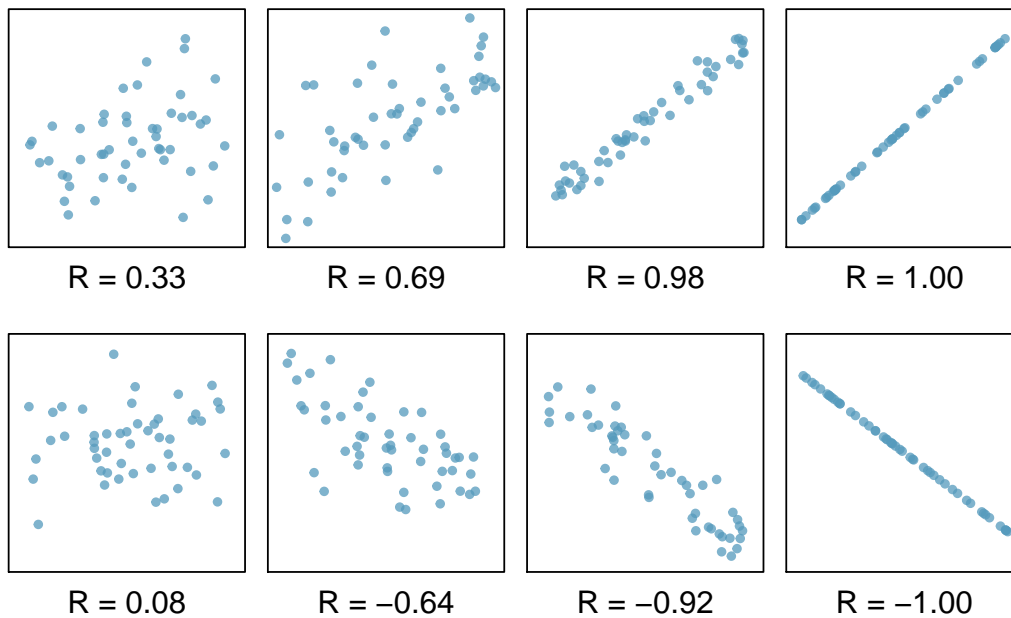 R = 0.33
R = 0.69
R = 0.98
R = 1.00
R = 0.08
R = −0.64
R = −0.92
R = −1.00